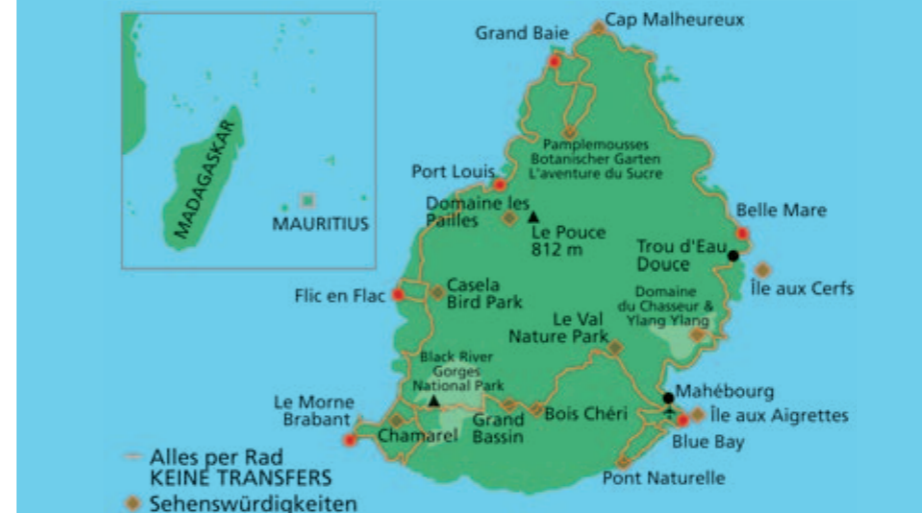 Cap Malheureux
Grand Baie
Pamplemousses
Botanischer Garten
L'aventure du Sucre
MADAGASKAR
MAURITIUS
Port Louis
Domaine les
Pailles
Le Pouce
812 m
Belle Mare
Trou d'Eau
Douce
Île aux Cerfs
Flic en Flac
Casela
Bird Park
Domaine
du Chasseur &
Ylang Ylang
Le Val
Nature Park
Black River
Gorges
National Park
Mahébourg
Île aux Aigrettes
Blue Bay
Le Morne
Brabant
Chamarel
Grand
Bassin
Bois Chéri
Pont Naturelle
Alles per Rad
KEINE TRANSFERS
Sehenswürdigkeiten